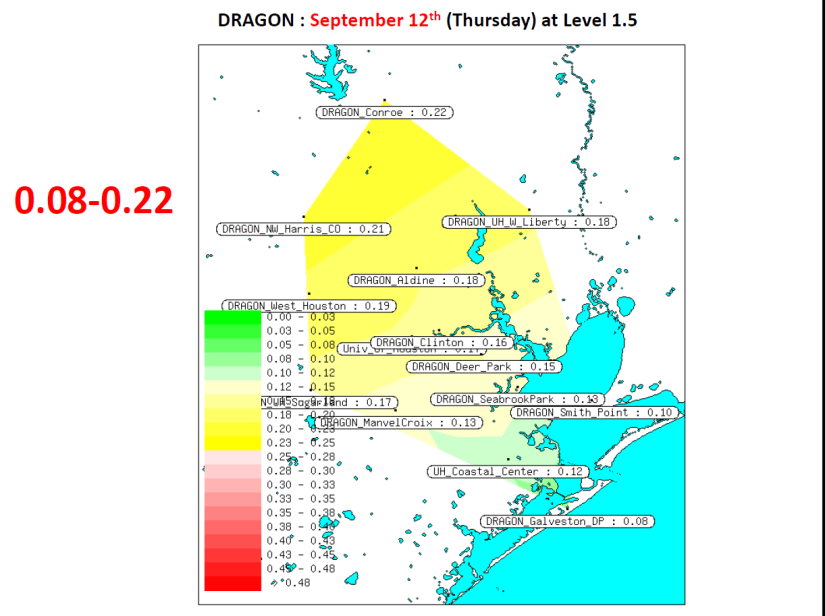 DRAGON : September 12th (Thursday) at Level 1.5
0.08-0.22
DRAGON_Conroe : 0.22
DRAGON_UH_W_Liberty : 0.18
DRAGON_NW_Harris_CO : 0.21
DRAGON_Aldine : 0.18
DRAGON_West_Houston : 0.19
DRAGON_Clinton : 0.16
DRAGON_Deer_Park : 0.15
DRAGON_SeabrookPark : 0.13
: 0.17
DRAGON_Smith_Point : 0.10
DRAGON_ManvelCroix : 0.13
UH_Coastal_Center : 0.12
DRAGON_Galveston_DP : 0.08
0.00 - 0.03
0.03 - 0.05
0.05 - 0.08
0.08 - 0.10
0.10 - 0.12
0.12 - 0.15
0.18 - 0.20
0.23 - 0.25
0.25 - 0.28
0.28 - 0.30
0.30 - 0.33
0.33 - 0.35
0.35 - 0.38
0.38 - 0.40
0.40 - 0.43
0.43 - 0.45
0.45 - 0.48
0.48